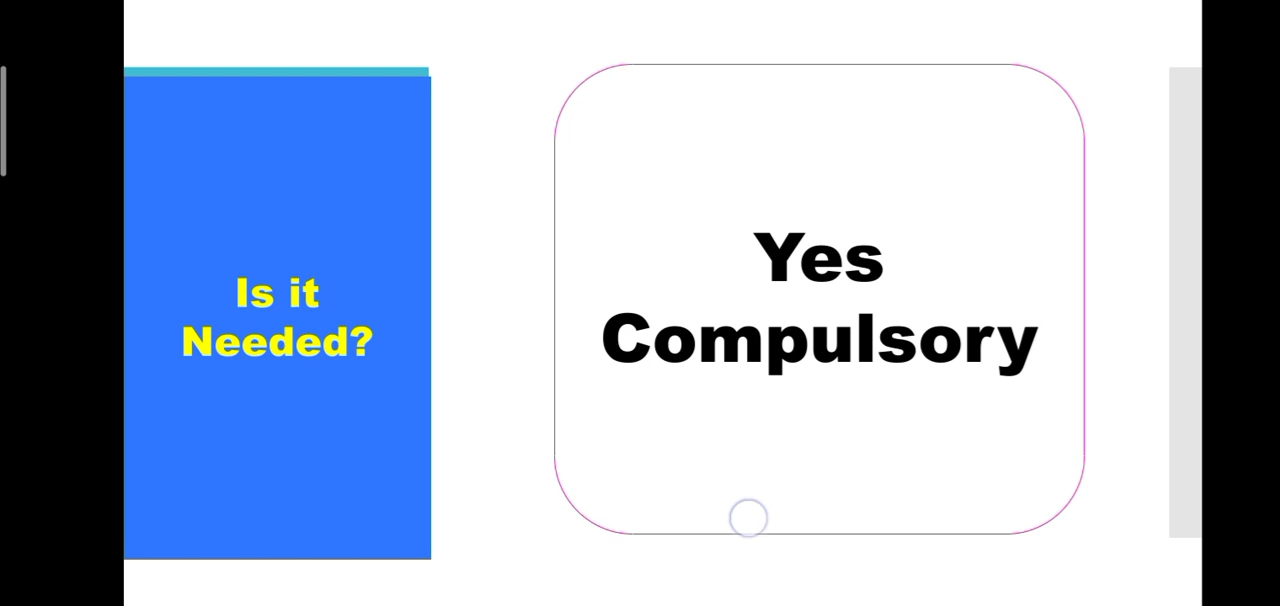 Is it
Needed?
Yes
Compulsory